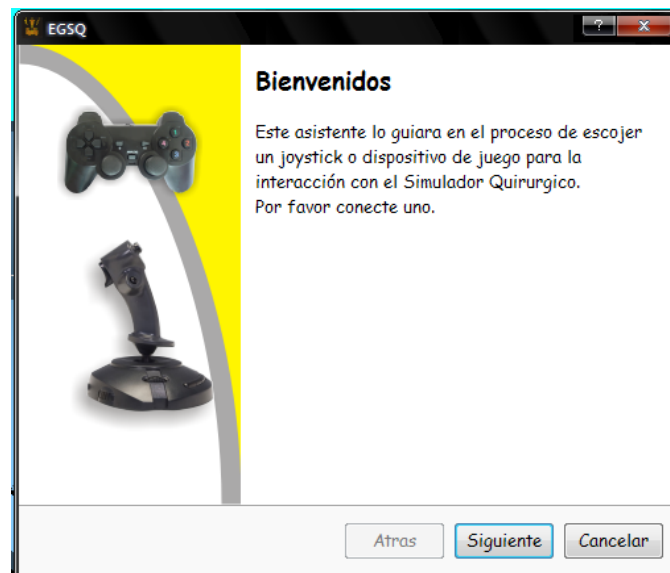 EGSQ
?
X
Bienvenidos
Este asistente lo guiara en el proceso de escojer
un joystick o dispositivo de juego para la
interacción con el Simulador Quirurgico.
Por favor conecte uno.
Atras
Siguiente
Cancelar